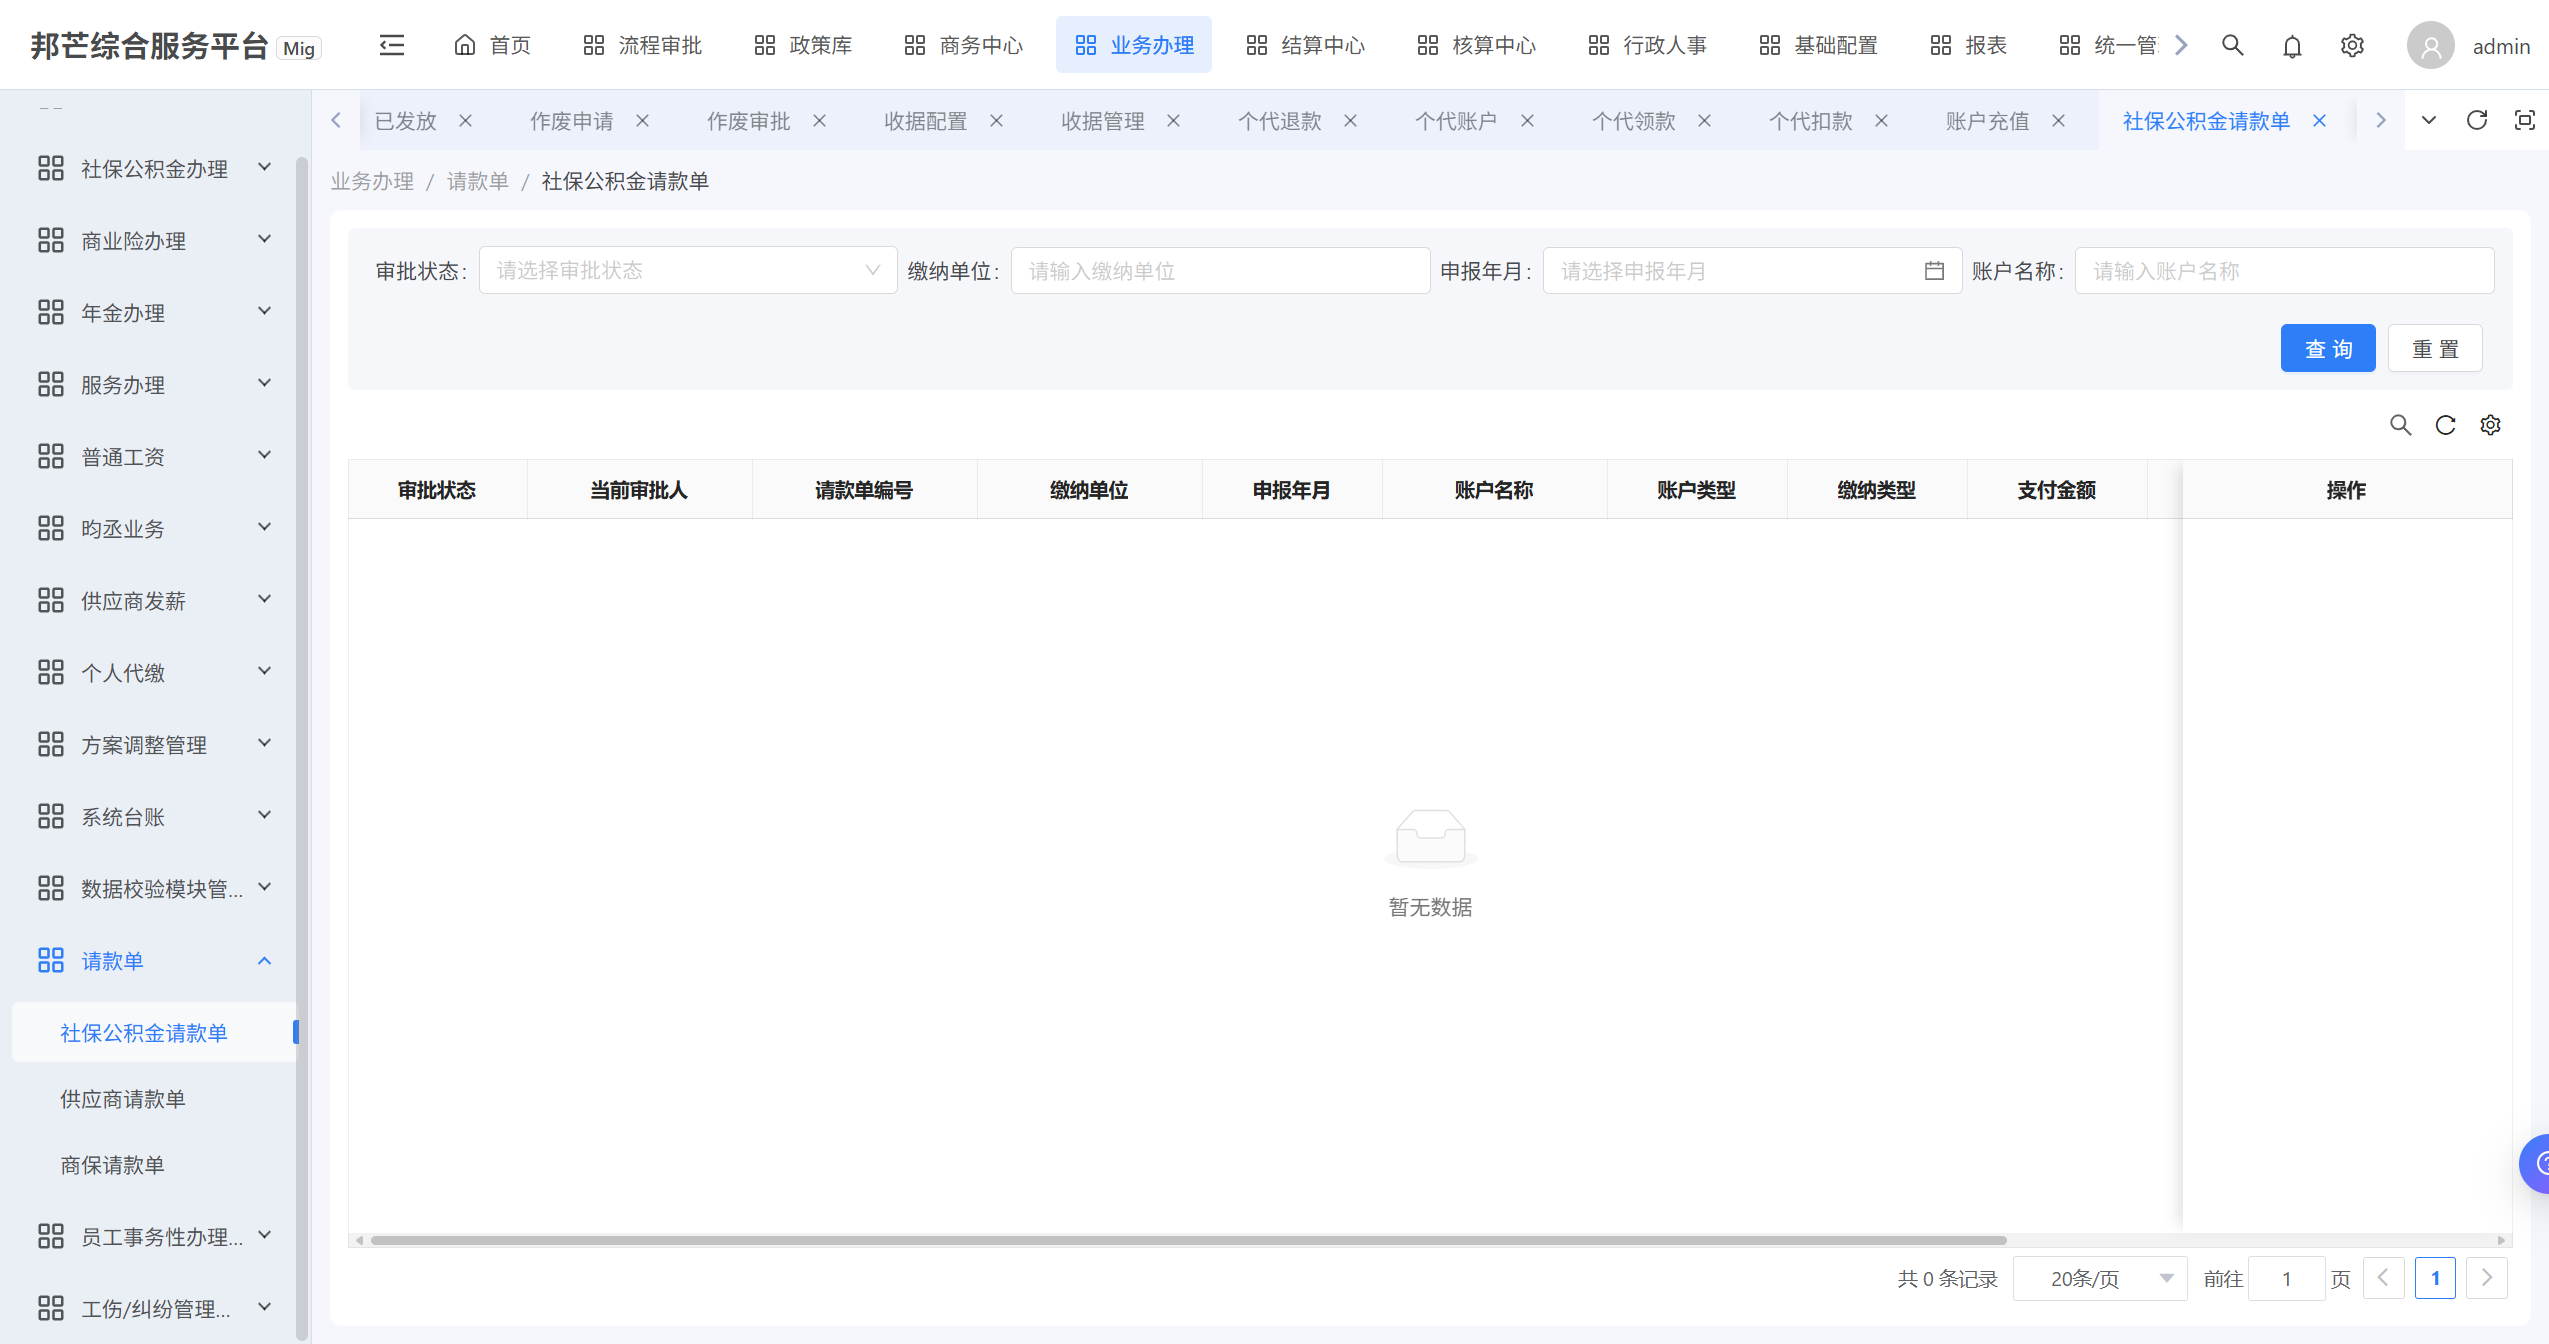 邦芒综合服务平台 Mig 首页 流程审批 政策库 商务中心 业务办理 结算中心 核算中心 行政人事 基础配置 报表 统一管 admin
已发放 作废申请 作废审批 收据配置 收据管理 个代退款 个代账户 个代领款 个代扣款 账户充值 社保公积金请款单
业务办理 / 请款单 / 社保公积金请款单
社保公积金办理
商业险办理
年金办理
服务办理
普通工资
昀丞业务
供应商发薪
个人代缴
方案调整管理
系统台账
数据校验模块管...
请款单
社保公积金请款单
供应商请款单
商保请款单
员工事务性办理...
工伤/纠纷管理...
审批状态: 请选择审批状态 缴纳单位: 请输入缴纳单位 申报年月: 请选择申报年月 账户名称: 请输入账户名称
查询 重置
审批状态 当前审批人 请款单编号 缴纳单位 申报年月 账户名称 账户类型 缴纳类型 支付金额 操作
暂无数据
共 0 条记录 20条/页 前往 1 页 1